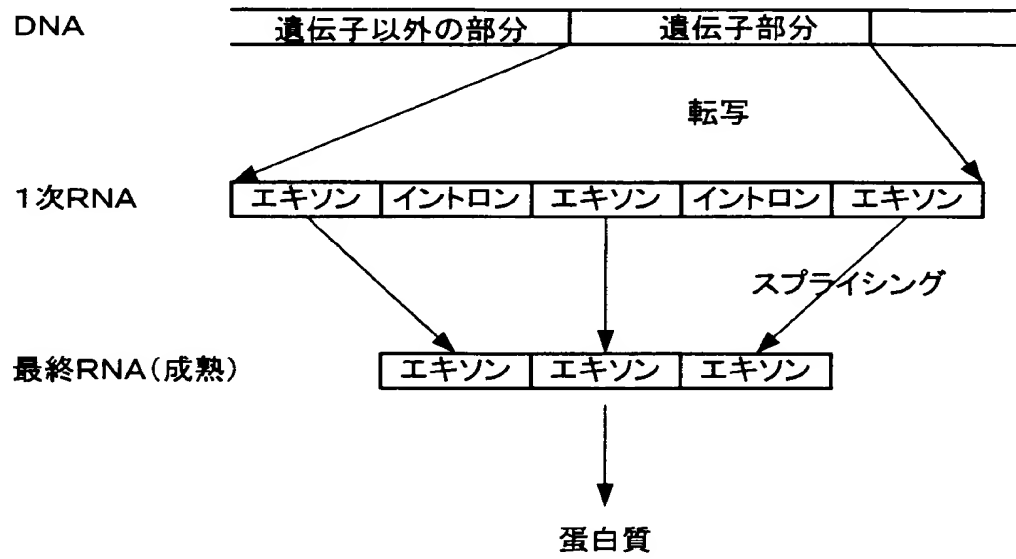 DNA 遺伝子以外の部分 遺伝子部分
転写
1次RNA エキソン イントロン エキソン イントロン エキソン
スプライシング
最終RNA(成熟) エキソン エキソン エキソン
蛋白質